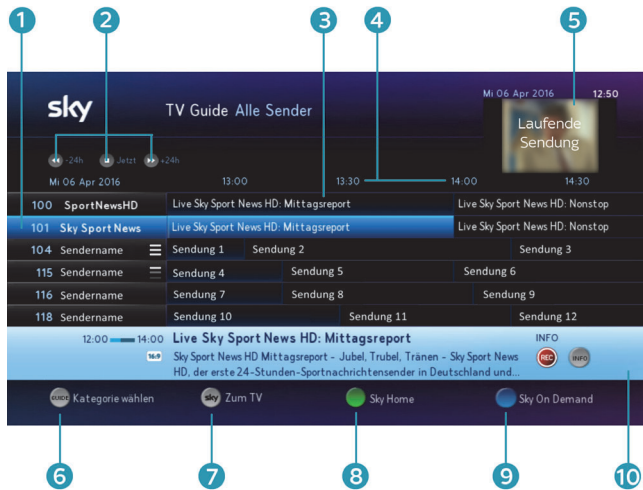 1 2 3 4 5
Mi 06 Apr 2016 12:50
sky TV Guide Alle Sender
Laufende
Sendung
-24h Jetzt +24h
Mi 06 Apr 2016 13:00 13:30 14:00 14:30
100 SportNewsHD Live Sky Sport News HD: Mittagsreport Live Sky Sport News HD: Nonstop
101 Sky Sport News Live Sky Sport News HD: Mittagsreport Live Sky Sport News HD: Nonstop
104 Sendername Sendung 1 Sendung 2 Sendung 3
115 Sendername Sendung 4 Sendung 5 Sendung 6
116 Sendername Sendung 7 Sendung 8 Sendung 9
118 Sendername Sendung 10 Sendung 11 Sendung 12
12:00 14:00 Live Sky Sport News HD: Mittagsreport INFO
16:9 Sky Sport News HD Mittagsreport - Jubel, Trubel, Tränen - Sky Sport News REC INFO
HD, der erste 24-Stunden-Sportnachrichtensender in Deutschland und...
GUIDE Kategorie wählen sky Zum TV Sky Home Sky On Demand
6 7 8 9 10